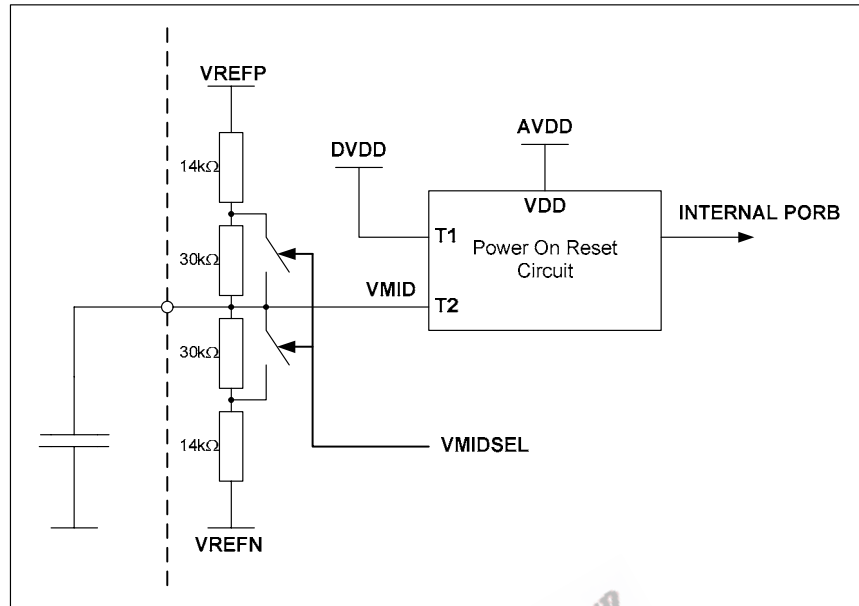 VREFP
14kΩ
30kΩ
30kΩ
14kΩ
VREFN
DVDD
AVDD
VDD
T1
Power On Reset
Circuit
T2
VMID
INTERNAL PORB
VMIDSEL